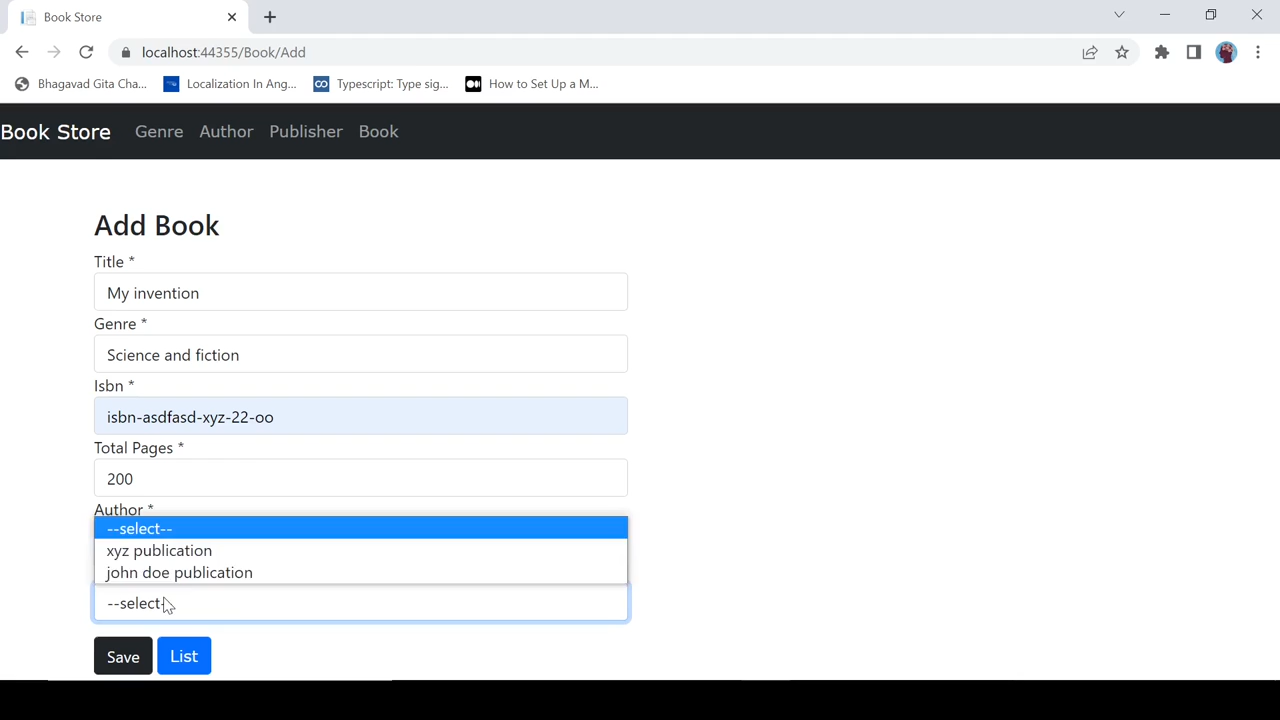 Book Store
localhost:44355/Book/Add
Bhagavad Gita Cha...
Localization In Ang...
Typescript: Type sig...
How to Set Up a M...
Book Store Genre Author Publisher Book
Add Book
Title *
My invention
Genre *
Science and fiction
Isbn *
isbn-asdfasd-xyz-22-oo
Total Pages *
200
Author *
--select--
xyz publication
john doe publication
--select-
Save List